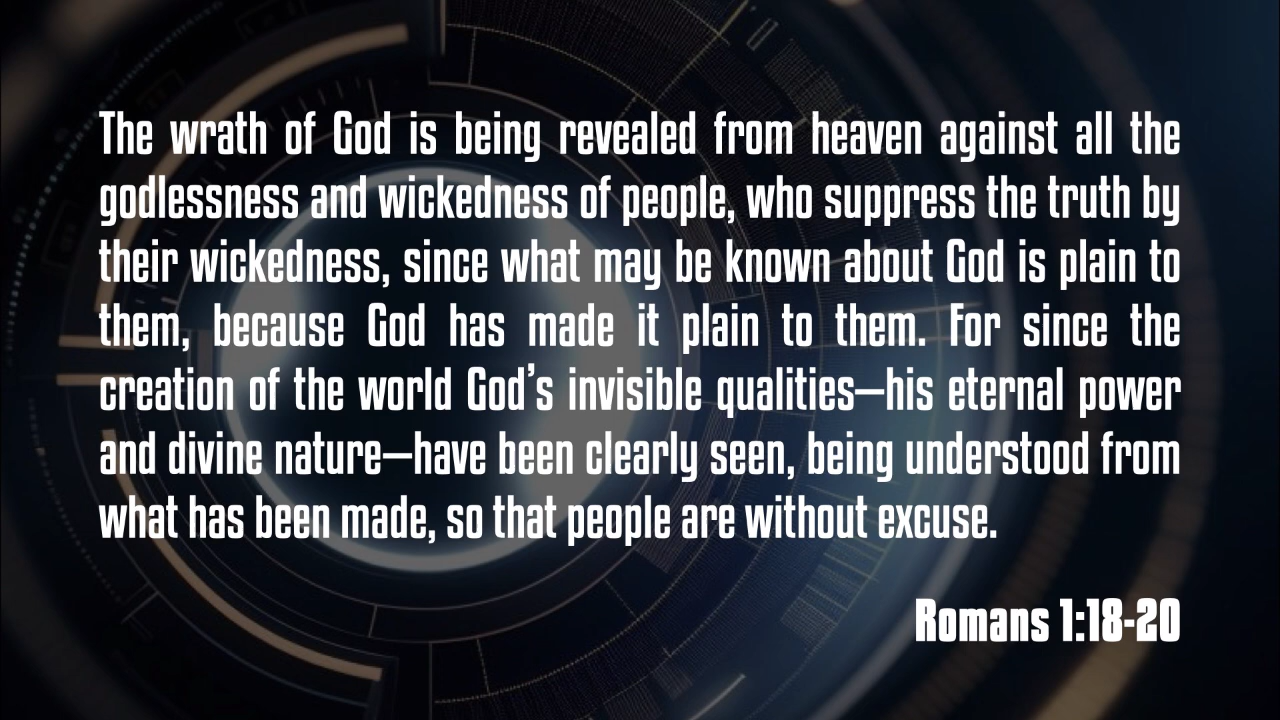 The wrath of God is being revealed from heaven against all the
godlessness and wickedness of people, who suppress the truth by
their wickedness, since what may be known about God is plain to
them, because God has made it plain to them. For since the
creation of the world God’s invisible qualities—his eternal power
and divine nature—have been clearly seen, being understood from
what has been made, so that people are without excuse.
Romans 1:18-20